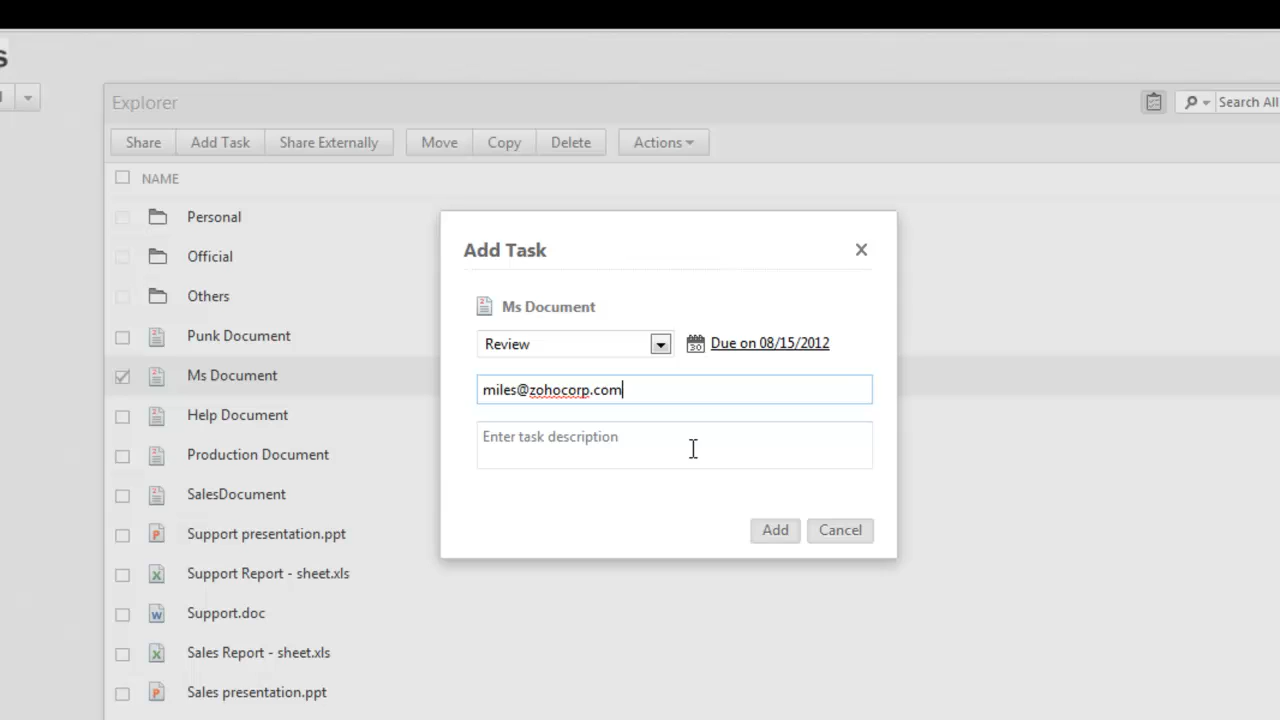 s
Explorer
Search All
Share Add Task Share Externally Move Copy Delete Actions
NAME
Personal
Official
Others
Punk Document
Ms Document
Help Document
Production Document
SalesDocument
Support presentation.ppt
Support Report - sheet.xls
Support.doc
Sales Report - sheet.xls
Sales presentation.ppt
Add Task
Ms Document
Review Due on 08/15/2012
miles@zohocorp.com
Enter task description
Add Cancel